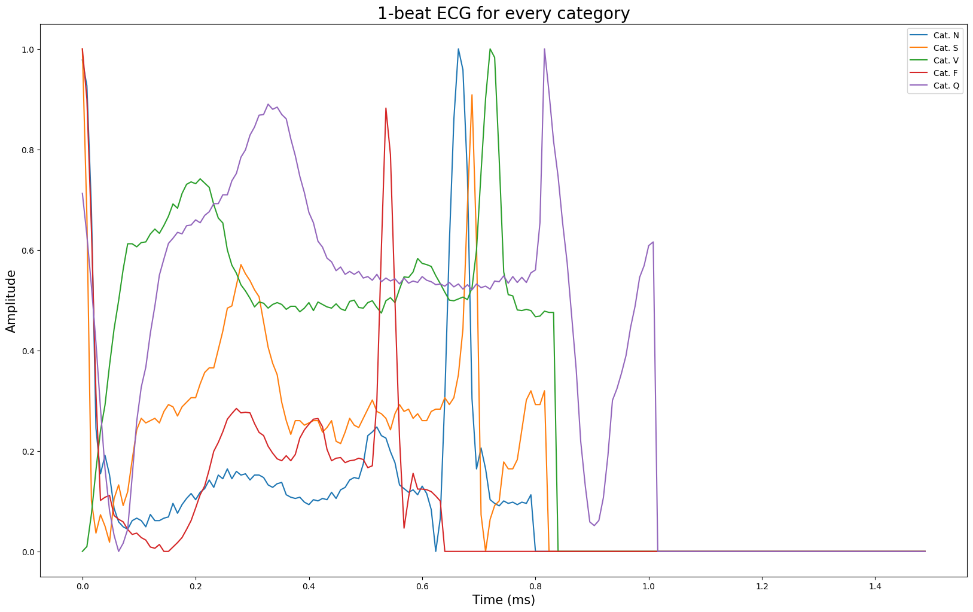 1-beat ECG for every category
Cat. N
Cat. S
Cat. V
Cat. F
Cat. Q
Amplitude
1.0
0.8
0.6
0.4
0.2
0.0
0.0 0.2 0.4 0.6 0.8 1.0 1.2 1.4
Time (ms)